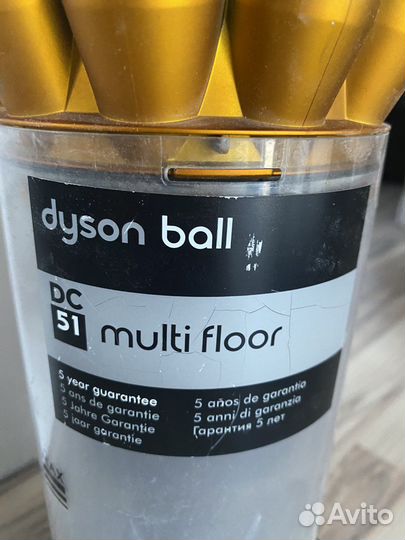 dyson ball
DC
51
multi floor
5 year guarantee
5 ans de garantie
5 Jahre Garantie
5 jaar garantie
5 años de garantia
5 anni di garanzia
Гарантия 5 лет
Avito